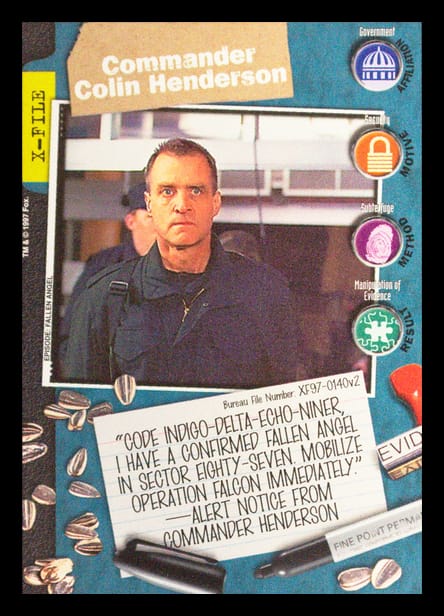 Commander
Colin Henderson
X-FILE
TM & © 1997 Fox.
EPISODE: FALLEN ANGEL
Government
AFFILIATION
Security
MOTIVE
Subterfuge
METHOD
Manipulation of
Evidence
RESULT
Bureau File Number: XF97-0140v2
"CODE INDIGO-DELTA-ECHO-NINER,
I HAVE A CONFIRMED FALLEN ANGEL
IN SECTOR EIGHTY-SEVEN. MOBILIZE
OPERATION FALCON IMMEDIATELY."
—ALERT NOTICE FROM
COMMANDER HENDERSON
EVID
FINE POINT PERMA